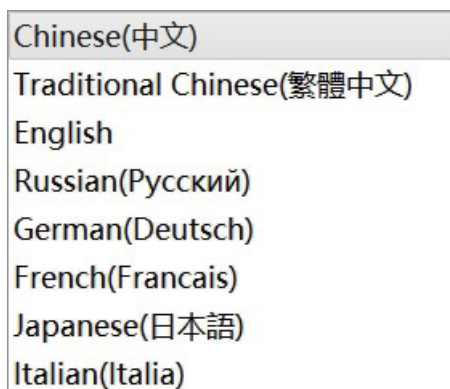 Chinese(中文)
Traditional Chinese(繁體中文)
English
Russian(Русский)
German(Deutsch)
French(Francais)
Japanese(日本語)
Italian(Italia)